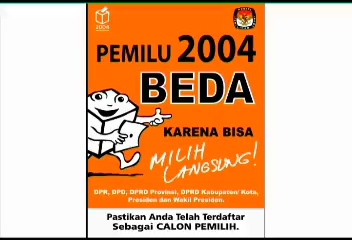 2004
PEMILU 2004
BEDA
KARENA BISA
MILIH
LANGSUNG!
DPR, DPD, DPRD Provinsi, DPRD Kabupaten/Kota,
Presiden dan Wakil Presiden.
Pastikan Anda Telah Terdaftar
Sebagai CALON PEMILIH.